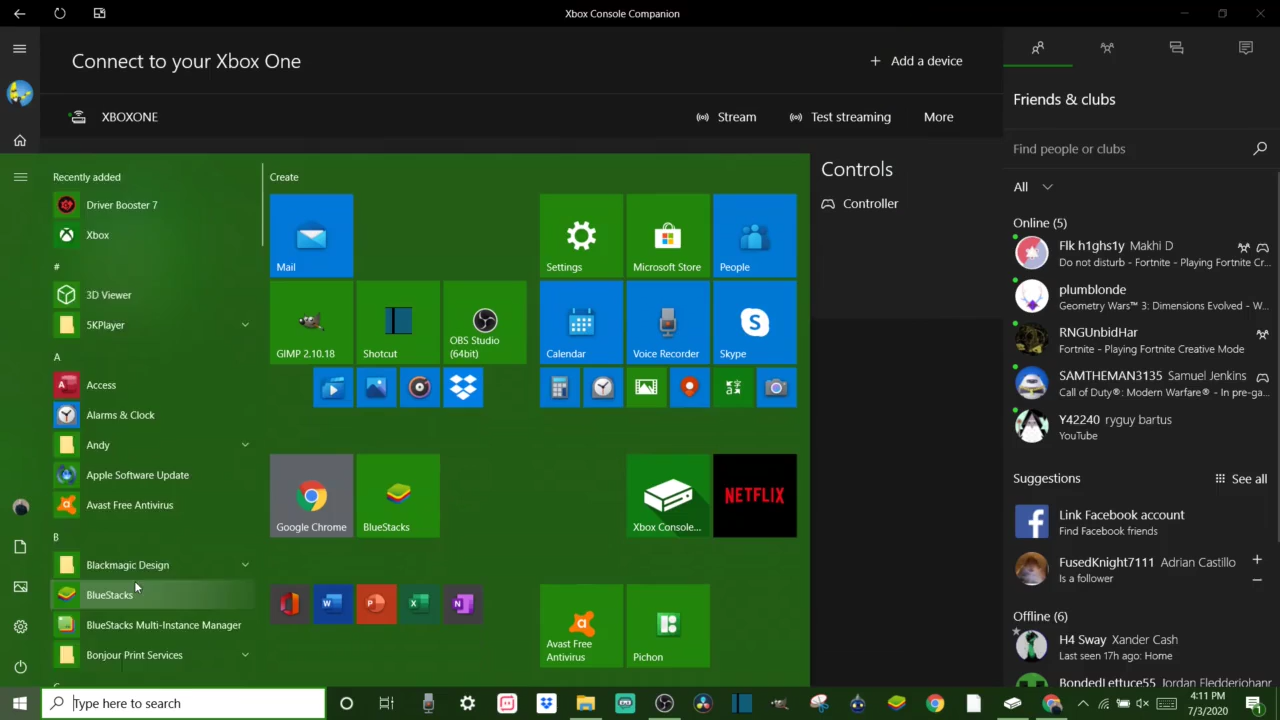 Xbox Console Companion
Connect to your Xbox One
Add a device
XBOXONE
Stream
Test streaming
More
Recently added
Driver Booster 7
Xbox
#
3D Viewer
5KPlayer
A
Access
Alarms & Clock
Andy
Apple Software Update
Avast Free Antivirus
B
Blackmagic Design
BlueStacks
BlueStacks Multi-Instance Manager
Bonjour Print Services
Create
Mail
Settings
Microsoft Store
People
GIMP 2.10.18
Shotcut
OBS Studio
(64bit)
Calendar
Voice Recorder
Skype
Google Chrome
BlueStacks
Xbox Console...
NETFLIX
Avast Free
Antivirus
Pichon
Controls
Controller
Friends & clubs
Find people or clubs
All
Online (5)
Flk h1ghs1y Makhi D
Do not disturb - Fortnite - Playing Fortnite Cr...
plumblonde
Geometry Wars™ 3: Dimensions Evolved - W...
RNGUnbidHar
Fortnite - Playing Fortnite Creative Mode
SAMTHEMAN3135 Samuel Jenkins
Call of Duty®: Modern Warfare® - In pre-ga...
Y42240 ryguy bartus
YouTube
Suggestions
See all
Link Facebook account
Find Facebook friends
FusedKnight7111 Adrian Castillo
Is a follower
Offline (6)
H4 Sway Xander Cash
Last seen 17h ago: Home
BondedLettuce55 Jordan Fledderjohann
Type here to search
4:11 PM
7/3/2020
1